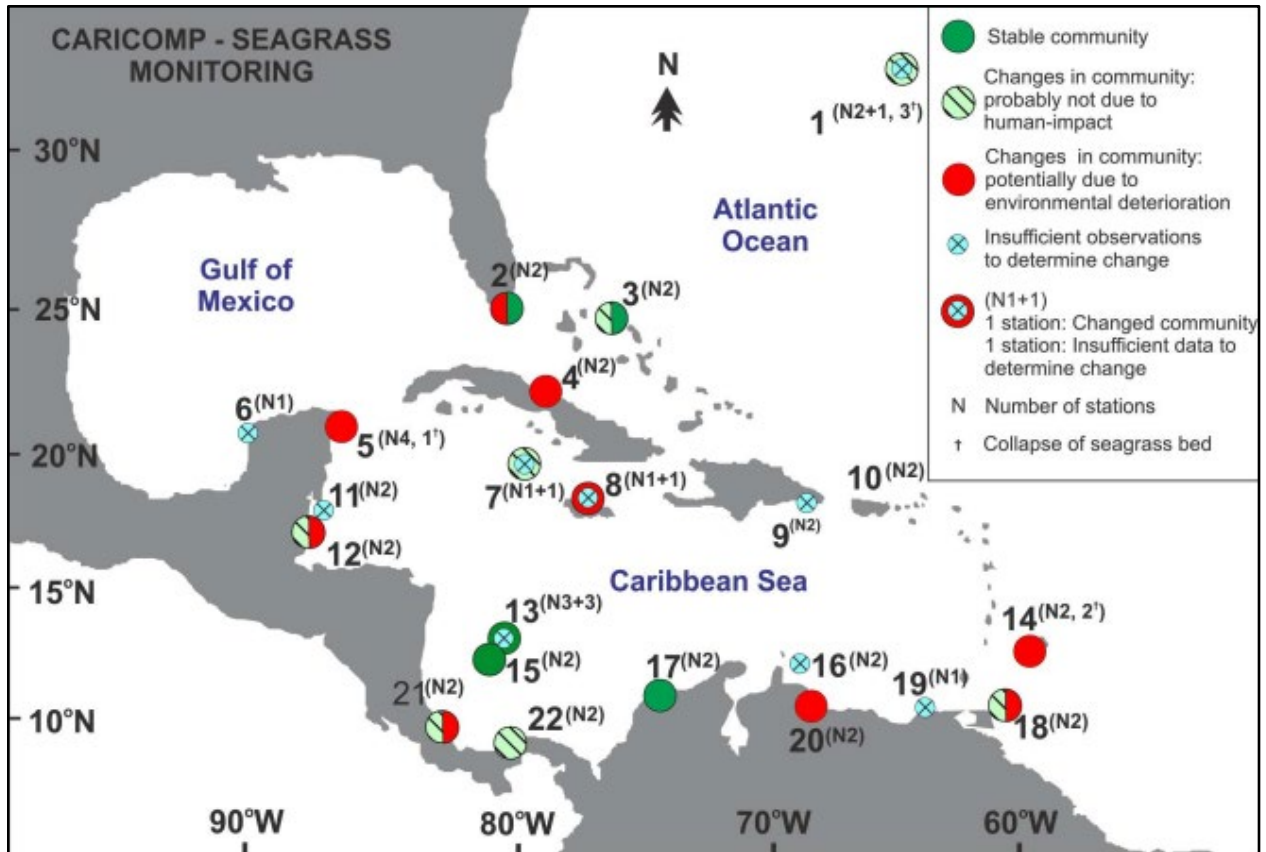 CARICOMP - SEAGRASS
MONITORING
N
1 (N2+1, 3†)
30°N
Atlantic
Ocean
Gulf of
Mexico
2 (N2)
3 (N2)
25°N
4 (N2)
6 (N1)
5 (N4, 1†)
20°N
10 (N2)
11 (N2)
7 (N1+1)
8 (N1+1)
9 (N2)
12 (N2)
15°N
Caribbean Sea
13 (N3+3)
14 (N2, 2†)
15 (N2)
17 (N2)
16 (N2)
19 (N1)
21 (N2)
10°N
22 (N2)
20 (N2)
18 (N2)
90°W
80°W
70°W
60°W
Stable community
Changes in community:
probably not due to
human-impact
Changes in community:
potentially due to
environmental deterioration
Insufficient observations
to determine change
(N1+1)
1 station: Changed community
1 station: Insufficient data to
determine change
N Number of stations
† Collapse of seagrass bed